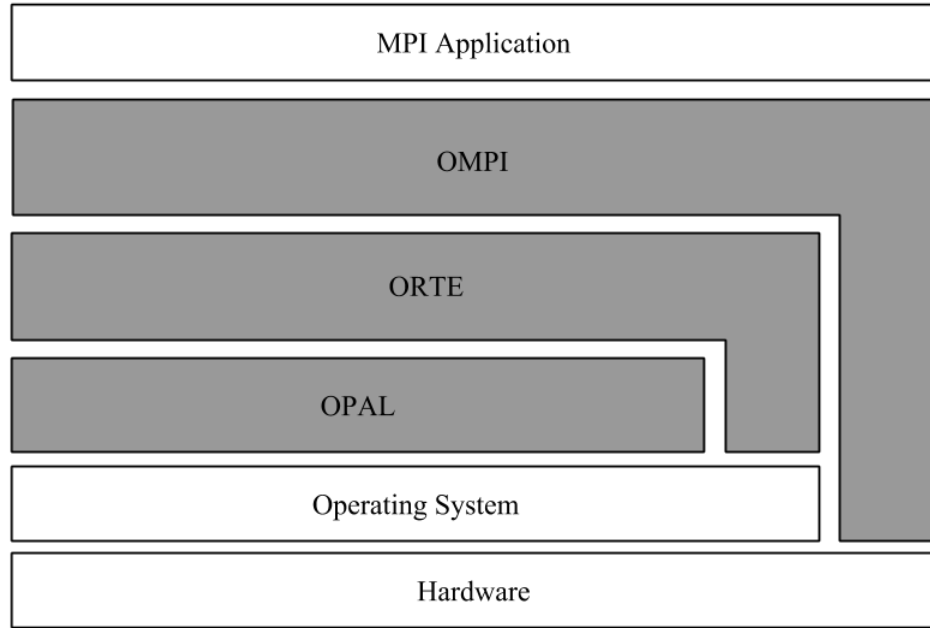 MPI Application
OMPI
ORTE
OPAL
Operating System
Hardware